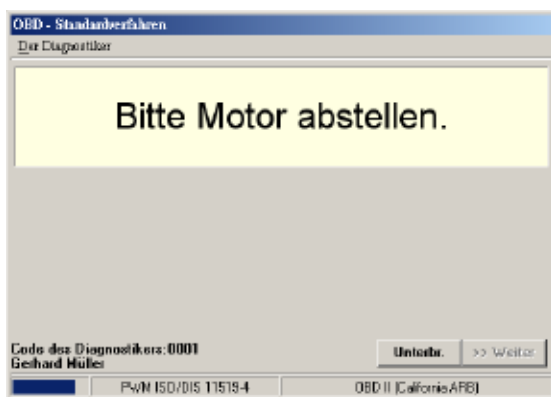 OBD - Standardverfahren
Der Diagnostiker
Bitte Motor abstellen.
Code des Diagnostikers: 0001
Gerhard Müller
Unterbr.
>> Weiter
PWM ISO/DIS 11519-4
OBD II (California ARB)